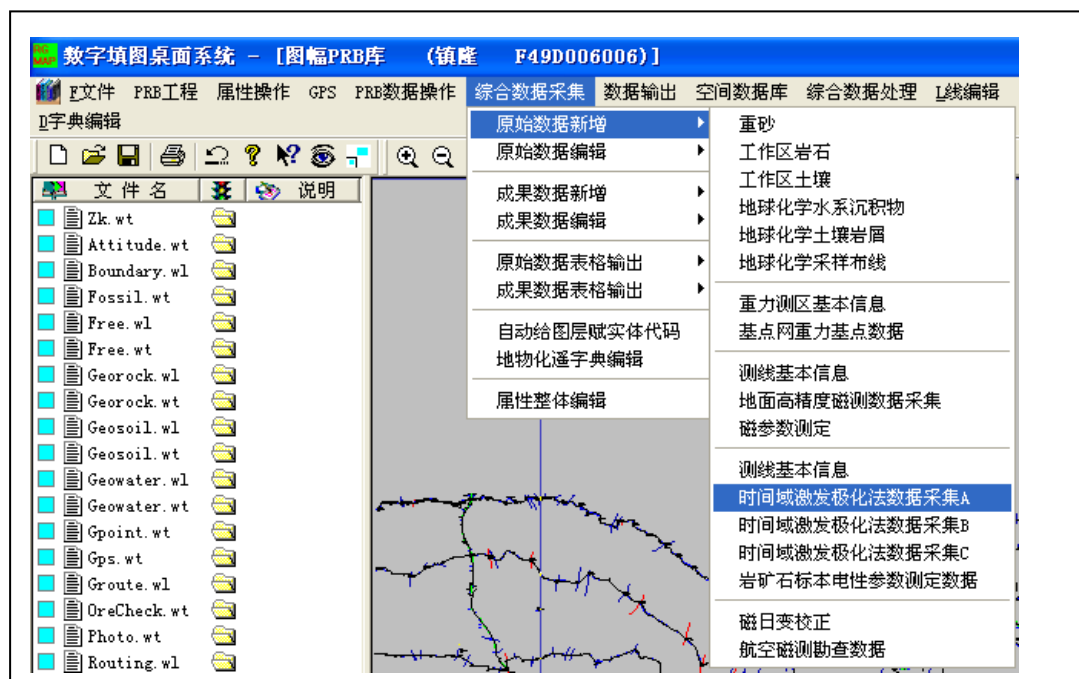 RG MAP 数字填图桌面系统 - [图幅PRB库 (镇隆 F49D006006)]
F文件 PRB工程 属性操作 GPS PRB数据操作 综合数据采集 数据输出 空间数据库 综合数据处理 L线编辑
D字典编辑
文件名 说明
Zk.wt
Attitude.wt
Boundary.wl
Fossil.wt
Free.wl
Free.wt
Georock.wl
Georock.wt
Geosoil.wl
Geosoil.wt
Geowater.wl
Geowater.wt
Gpoint.wt
Gps.wt
Groute.wl
OreCheck.wt
Photo.wt
Routing.wl
原始数据新增
原始数据编辑
成果数据新增
成果数据编辑
原始数据表格输出
成果数据表格输出
自动给图层赋实体代码
地物化遥字典编辑
属性整体编辑
重砂
工作区岩石
工作区土壤
地球化学水系沉积物
地球化学土壤岩屑
地球化学采样布线
重力测区基本信息
基点网重力基点数据
测线基本信息
地面高精度磁测数据采集
磁参数测定
测线基本信息
时间域激发极化法数据采集A
时间域激发极化法数据采集B
时间域激发极化法数据采集C
岩矿石标本电性参数测定数据
磁日变校正
航空磁测勘查数据